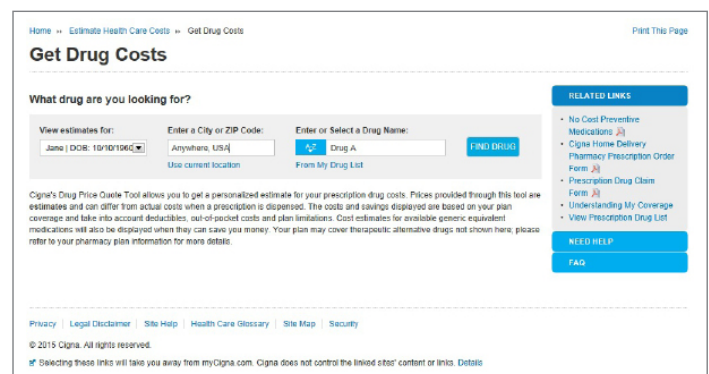 Home ›› Estimate Health Care Costs ›› Get Drug Costs
Print This Page
Get Drug Costs
What drug are you looking for?
View estimates for:
Enter a City or ZIP Code:
Enter or Select a Drug Name:
Jane | DOB: 10/10/1960
Anywhere, USA
A-Z
Drug A
FIND DRUG
Use current location
From My Drug List
Cigna's Drug Price Quote Tool allows you to get a personalized estimate for your prescription drug costs. Prices provided through this tool are
estimates and can differ from actual costs when a prescription is dispensed. The costs and savings displayed are based on your plan
coverage and take into account deductibles, out-of-pocket costs and plan limitations. Cost estimates for available generic equivalent
medications will also be displayed when they can save you money. Your plan may cover therapeutic alternative drugs not shown here; please
refer to your pharmacy plan information for more details.
RELATED LINKS
• No Cost Preventive
Medications
• Cigna Home Delivery
Pharmacy Prescription Order
Form
• Prescription Drug Claim
Form
• Understanding My Coverage
• View Prescription Drug List
NEED HELP
FAQ
Privacy | Legal Disclaimer | Site Help | Health Care Glossary | Site Map | Security
© 2015 Cigna. All rights reserved.
Selecting these links will take you away from myCigna.com. Cigna does not control the linked sites' content or links. Details